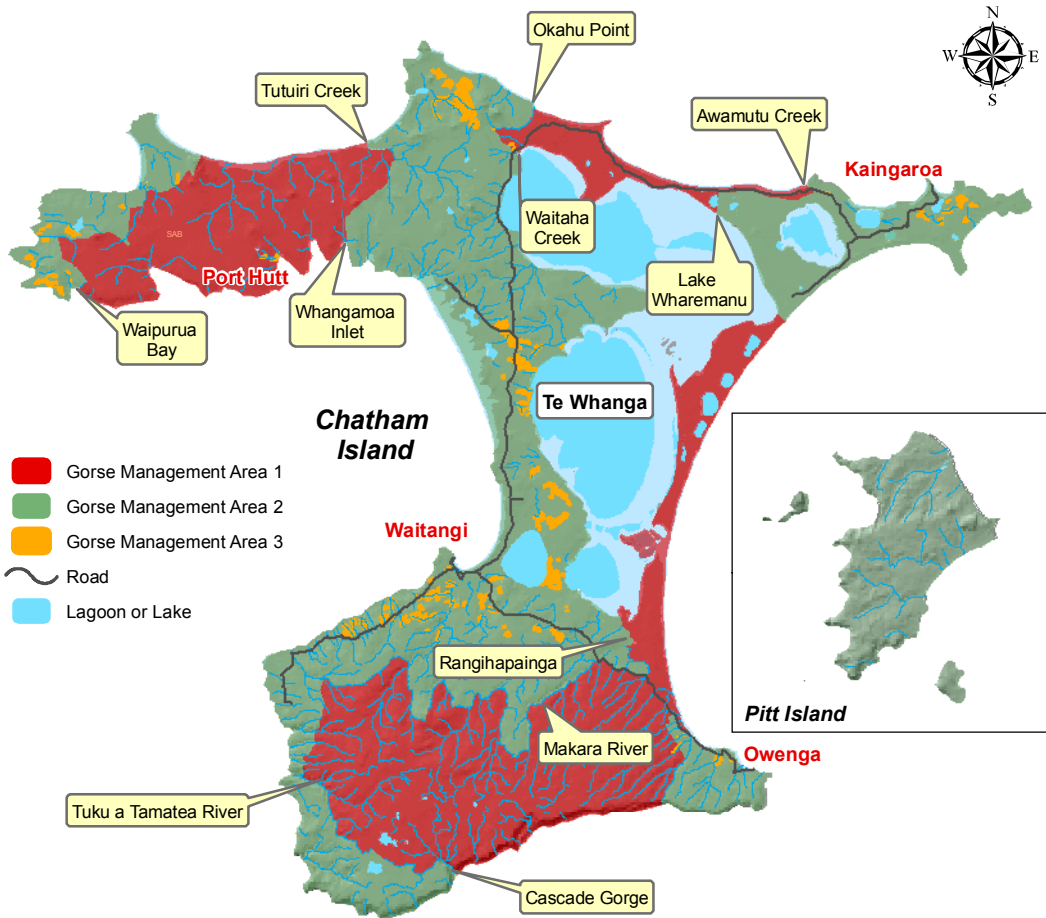 N
W
E
S
Okahu Point
Tutuiri Creek
Awamutu Creek
Kaingaroa
SAB
Waitaha
Creek
Port Hutt
Lake
Wharemanu
Whangamoa
Inlet
Waipurua
Bay
Te Whanga
Chatham
Island
Gorse Management Area 1
Gorse Management Area 2
Gorse Management Area 3
Road
Lagoon or Lake
Waitangi
Rangihapainga
Pitt Island
Makara River
Owenga
Tuku a Tamatea River
Cascade Gorge